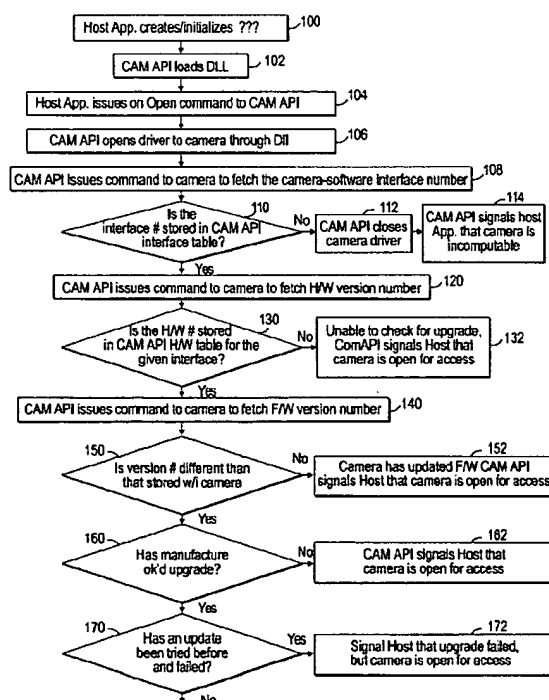 Host App. creates/initializes ???
100
CAM API loads DLL
102
Host App. issues on Open command to CAM API
104
CAM API opens driver to camera through Dll
106
CAM API Issues command to camera to fetch the camera-software interface number
108
Is the
interface # stored in CAM API
interface table?
110
No
CAM API closes
camera driver
112
CAM API signals host
App. that camera is
incomputable
114
Yes
CAM API issues command to camera to fetch H/W version number
120
Is the H/W # stored
in CAM API H/W table for the
given interface?
130
No
Unable to check for upgrade,
ComAPI signals Host that
camera is open for access
132
Yes
CAM API issues command to camera to fetch F/W version number
140
150
Is version # different than
that stored w/i camera
No
152
Camera has updated F/W CAM API
signals Host that camera is open for access
Yes
160
Has manufacture
ok'd upgrade?
No
162
CAM API signals Host that
camera is open for access
Yes
170
Has an update
been tried before
and failed?
Yes
172
Signal Host that upgrade failed,
but camera is open for access
No